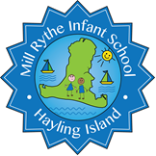 Mill Rythe Infant School
Hayling Island